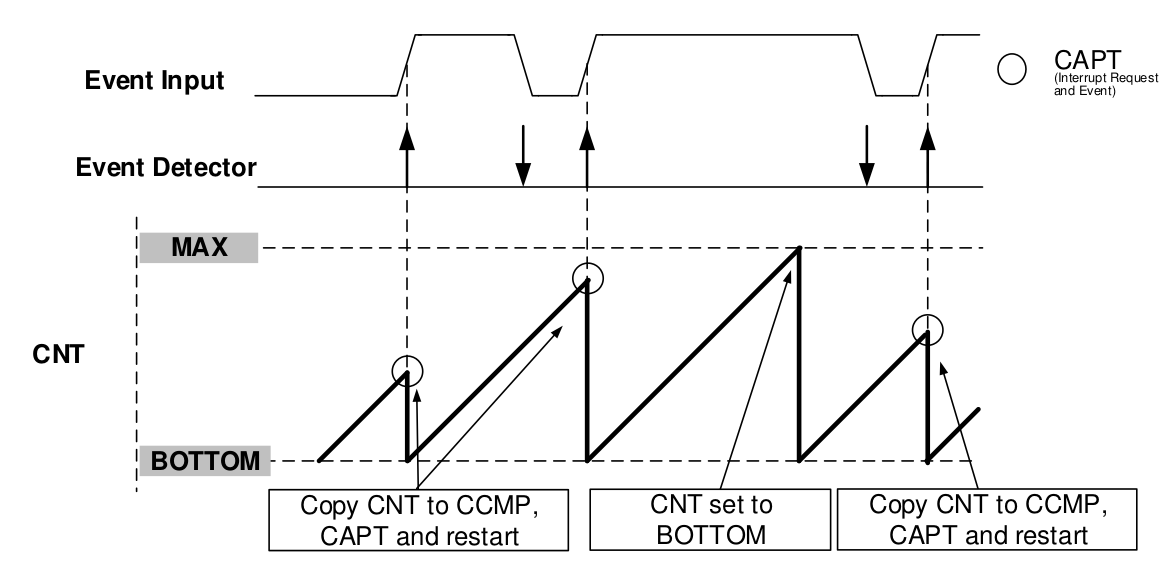 Event Input
CAPT
(Interrupt Request
and Event)
Event Detector
MAX
CNT
BOTTOM
Copy CNT to CCMP,
CAPT and restart
CNT set to
BOTTOM
Copy CNT to CCMP,
CAPT and restart